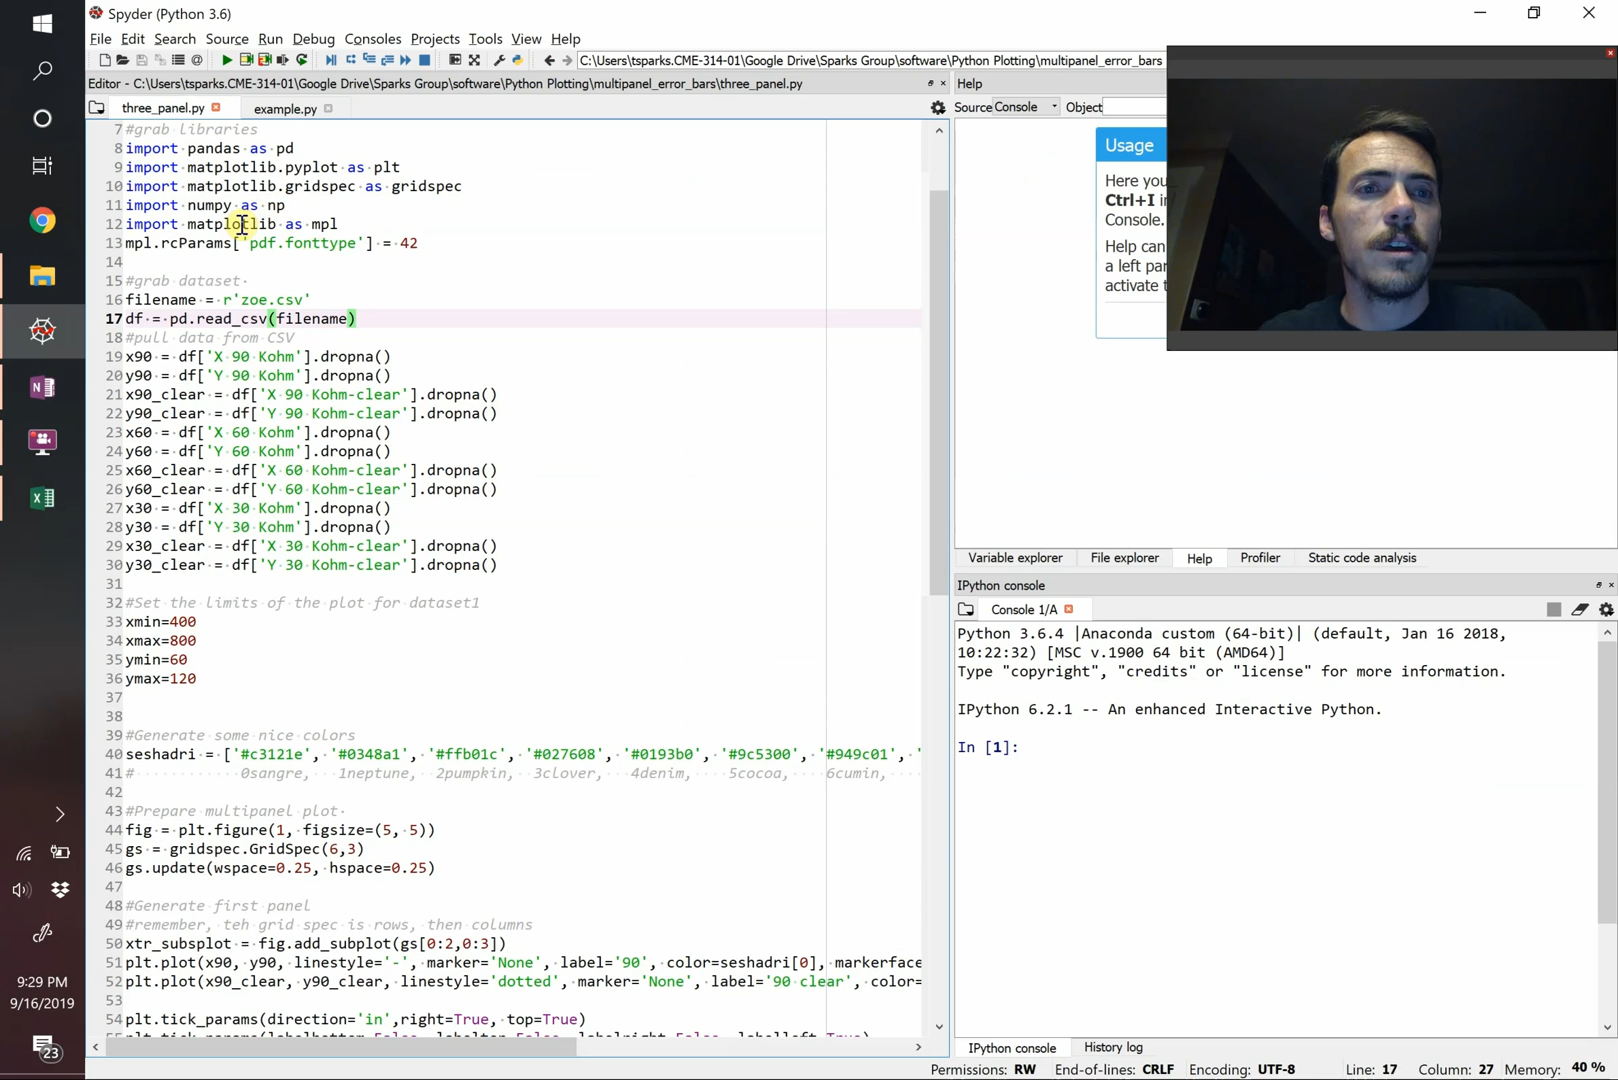 Spyder (Python 3.6)
File Edit Search Source Run Debug Consoles Projects Tools View Help
C:\Users\tsparks.CME-314-01\Google Drive\Sparks Group\software\Python Plotting\multipanel_error_bars
Editor - C:\Users\tsparks.CME-314-01\Google Drive\Sparks Group\software\Python Plotting\multipanel_error_bars\three_panel.py
three_panel.py
example.py
7 #grab libraries
8 import pandas as pd
9 import matplotlib.pyplot as plt
10 import matplotlib.gridspec as gridspec
11 import numpy as np
12 import matplotlib as mpl
13 mpl.rcParams['pdf.fonttype'] = 42
14
15 #grab dataset
16 filename = r'zoe.csv'
17 df = pd.read_csv(filename)
18 #pull data from CSV
19 x90 = df['X 90 Kohm'].dropna()
20 y90 = df['Y 90 Kohm'].dropna()
21 x90_clear = df['X 90 Kohm-clear'].dropna()
22 y90_clear = df['Y 90 Kohm-clear'].dropna()
23 x60 = df['X 60 Kohm'].dropna()
24 y60 = df['Y 60 Kohm'].dropna()
25 x60_clear = df['X 60 Kohm-clear'].dropna()
26 y60_clear = df['Y 60 Kohm-clear'].dropna()
27 x30 = df['X 30 Kohm'].dropna()
28 y30 = df['Y 30 Kohm'].dropna()
29 x30_clear = df['X 30 Kohm-clear'].dropna()
30 y30_clear = df['Y 30 Kohm-clear'].dropna()
31
32 #Set the limits of the plot for dataset1
33 xmin=400
34 xmax=800
35 ymin=60
36 ymax=120
37
38
39 #Generate some nice colors
40 seshadri = ['#c3121e', '#0348a1', '#ffb01c', '#027608', '#0193b0', '#9c5300', '#949c01', '
41 # 0sangre, 1neptune, 2pumpkin, 3clover, 4denim, 5cocoa, 6cumin,
42
43 #Prepare multipanel plot
44 fig = plt.figure(1, figsize=(5, 5))
45 gs = gridspec.GridSpec(6,3)
46 gs.update(wspace=0.25, hspace=0.25)
47
48 #Generate first panel
49 #remember, teh grid spec is rows, then columns
50 xtr_subsplot = fig.add_subplot(gs[0:2,0:3])
51 plt.plot(x90, y90, linestyle='-', marker='None', label='90', color=seshadri[0], markerface
52 plt.plot(x90_clear, y90_clear, linestyle='dotted', marker='None', label='90 clear', color=
53
54 plt.tick_params(direction='in',right=True, top=True)
Help
Source Console Object
Usage
Here you
Ctrl+I i
Console.
Help can
a left pa
activate t
Variable explorer File explorer Help Profiler Static code analysis
IPython console
Console 1/A
Python 3.6.4 |Anaconda custom (64-bit)| (default, Jan 16 2018,
10:22:32) [MSC v.1900 64 bit (AMD64)]
Type "copyright", "credits" or "license" for more information.
IPython 6.2.1 -- An enhanced Interactive Python.
In [1]:
IPython console History log
Permissions: RW End-of-lines: CRLF Encoding: UTF-8 Line: 17 Column: 27 Memory: 40 %
9:29 PM
9/16/2019
23